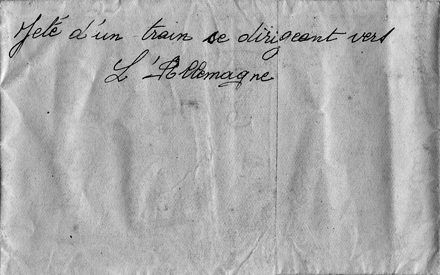 Jeté d'un train se dirigeant vers
L'Allemagne